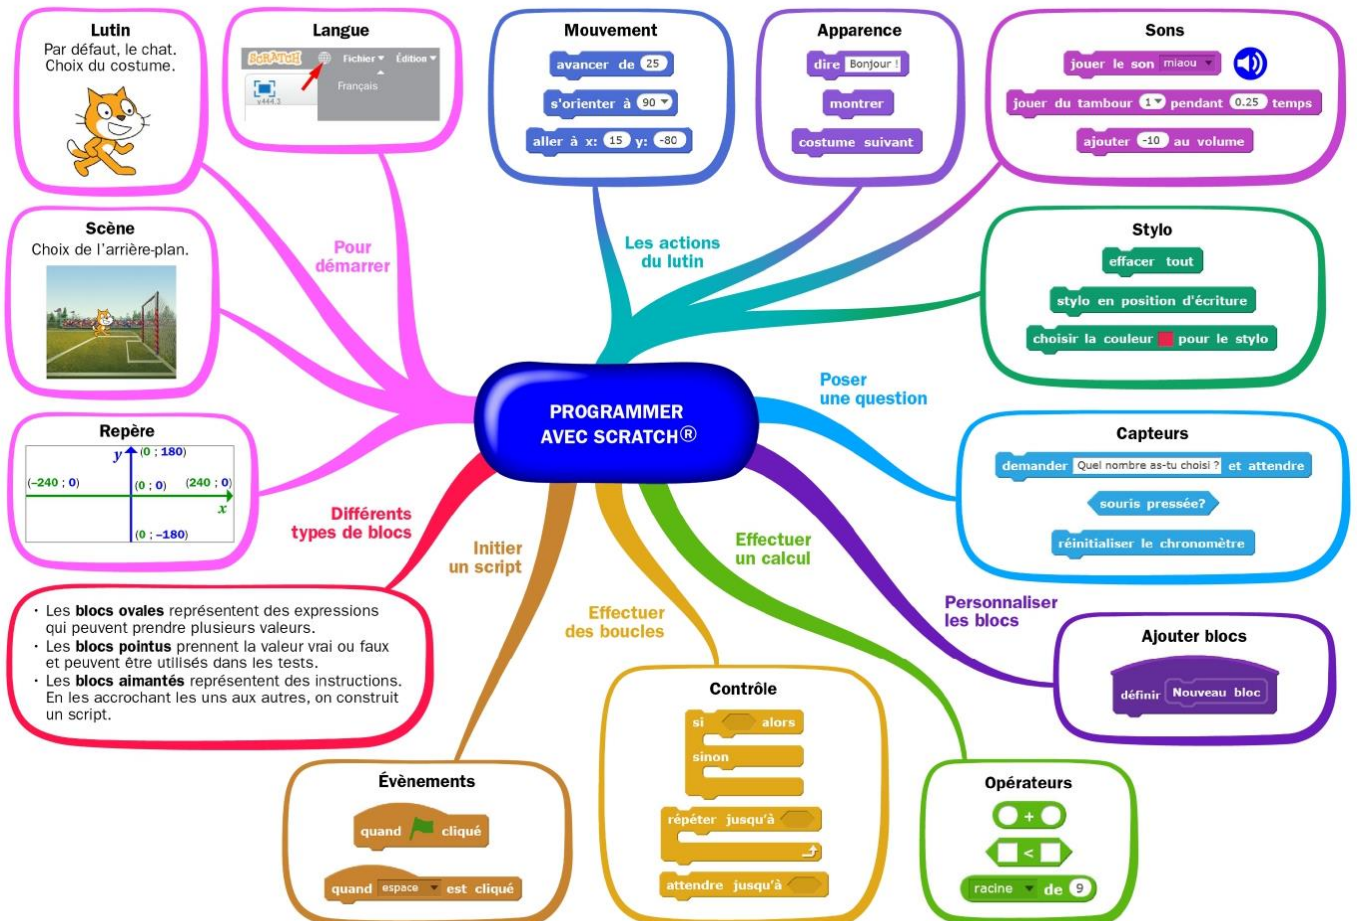 Lutin
Par défaut, le chat.
Choix du costume.
Langue
SCRATCH
Fichier
Édition
Français
v444.3
Mouvement
avancer de 25
s'orienter à 90
aller à x: 15 y: -80
Apparence
dire Bonjour !
montrer
costume suivant
Sons
jouer le son miaou
jouer du tambour 1 pendant 0.25 temps
ajouter -10 au volume
Scène
Choix de l'arrière-plan.
Pour
démarrer
Les actions
du lutin
Stylo
effacer tout
stylo en position d'écriture
choisir la couleur pour le stylo
PROGRAMMER
AVEC SCRATCH®
Poser
une question
Repère
y (0 ; 180)
(–240 ; 0) (0 ; 0) (240 ; 0)
x
(0 ; –180)
Capteurs
demander Quel nombre as-tu choisi ? et attendre
souris pressée?
réinitialiser le chronomètre
Différents
types de blocs
Initier
un script
Effectuer
des boucles
Effectuer
un calcul
Personnaliser
les blocs
· Les blocs ovales représentent des expressions
qui peuvent prendre plusieurs valeurs.
· Les blocs pointus prennent la valeur vrai ou faux
et peuvent être utilisés dans les tests.
· Les blocs aimantés représentent des instructions.
En les accrochant les uns aux autres, on construit
un script.
Ajouter blocs
définir Nouveau bloc
Évènements
quand cliqué
quand espace est cliqué
Contrôle
si alors
sinon
répéter jusqu'à
attendre jusqu'à
Opérateurs
+
<
racine de 9